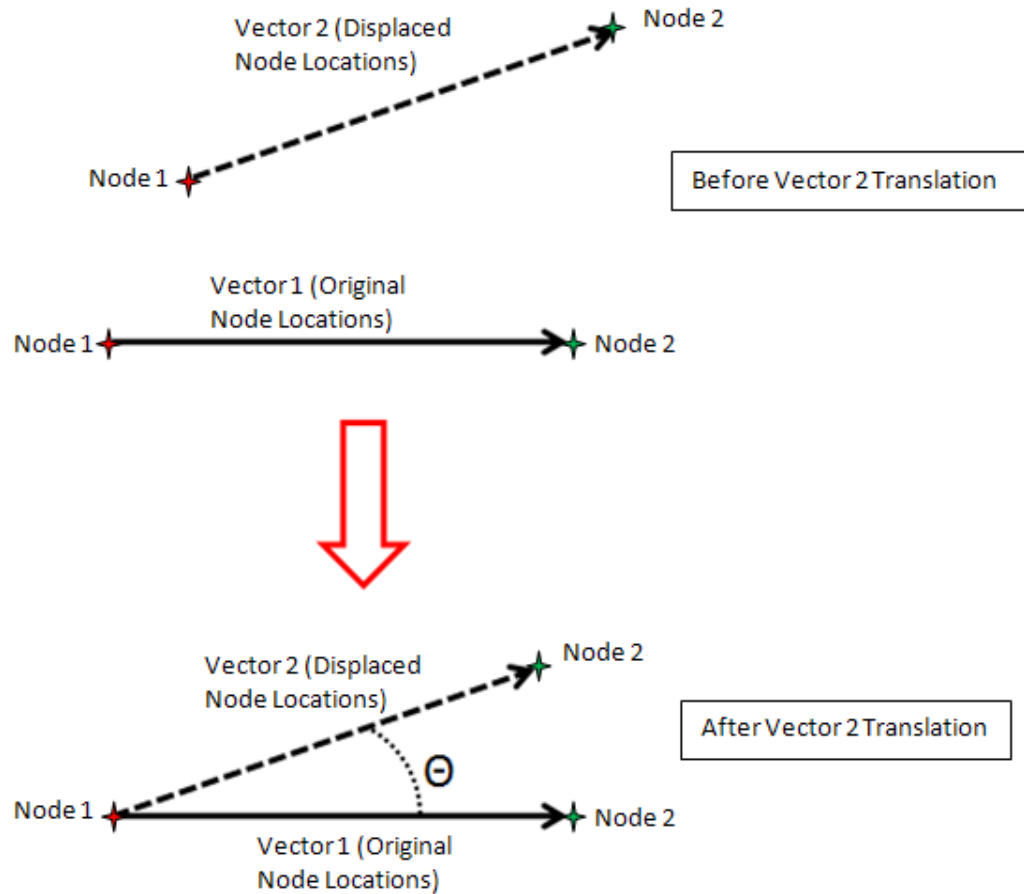 Vector 2 (Displaced
Node Locations)
Node 2
Node 1
Before Vector 2 Translation
Vector 1 (Original
Node Locations)
Node 1
Node 2
Vector 2 (Displaced
Node Locations)
Node 2
After Vector 2 Translation
Θ
Node 1
Node 2
Vector 1 (Original
Node Locations)